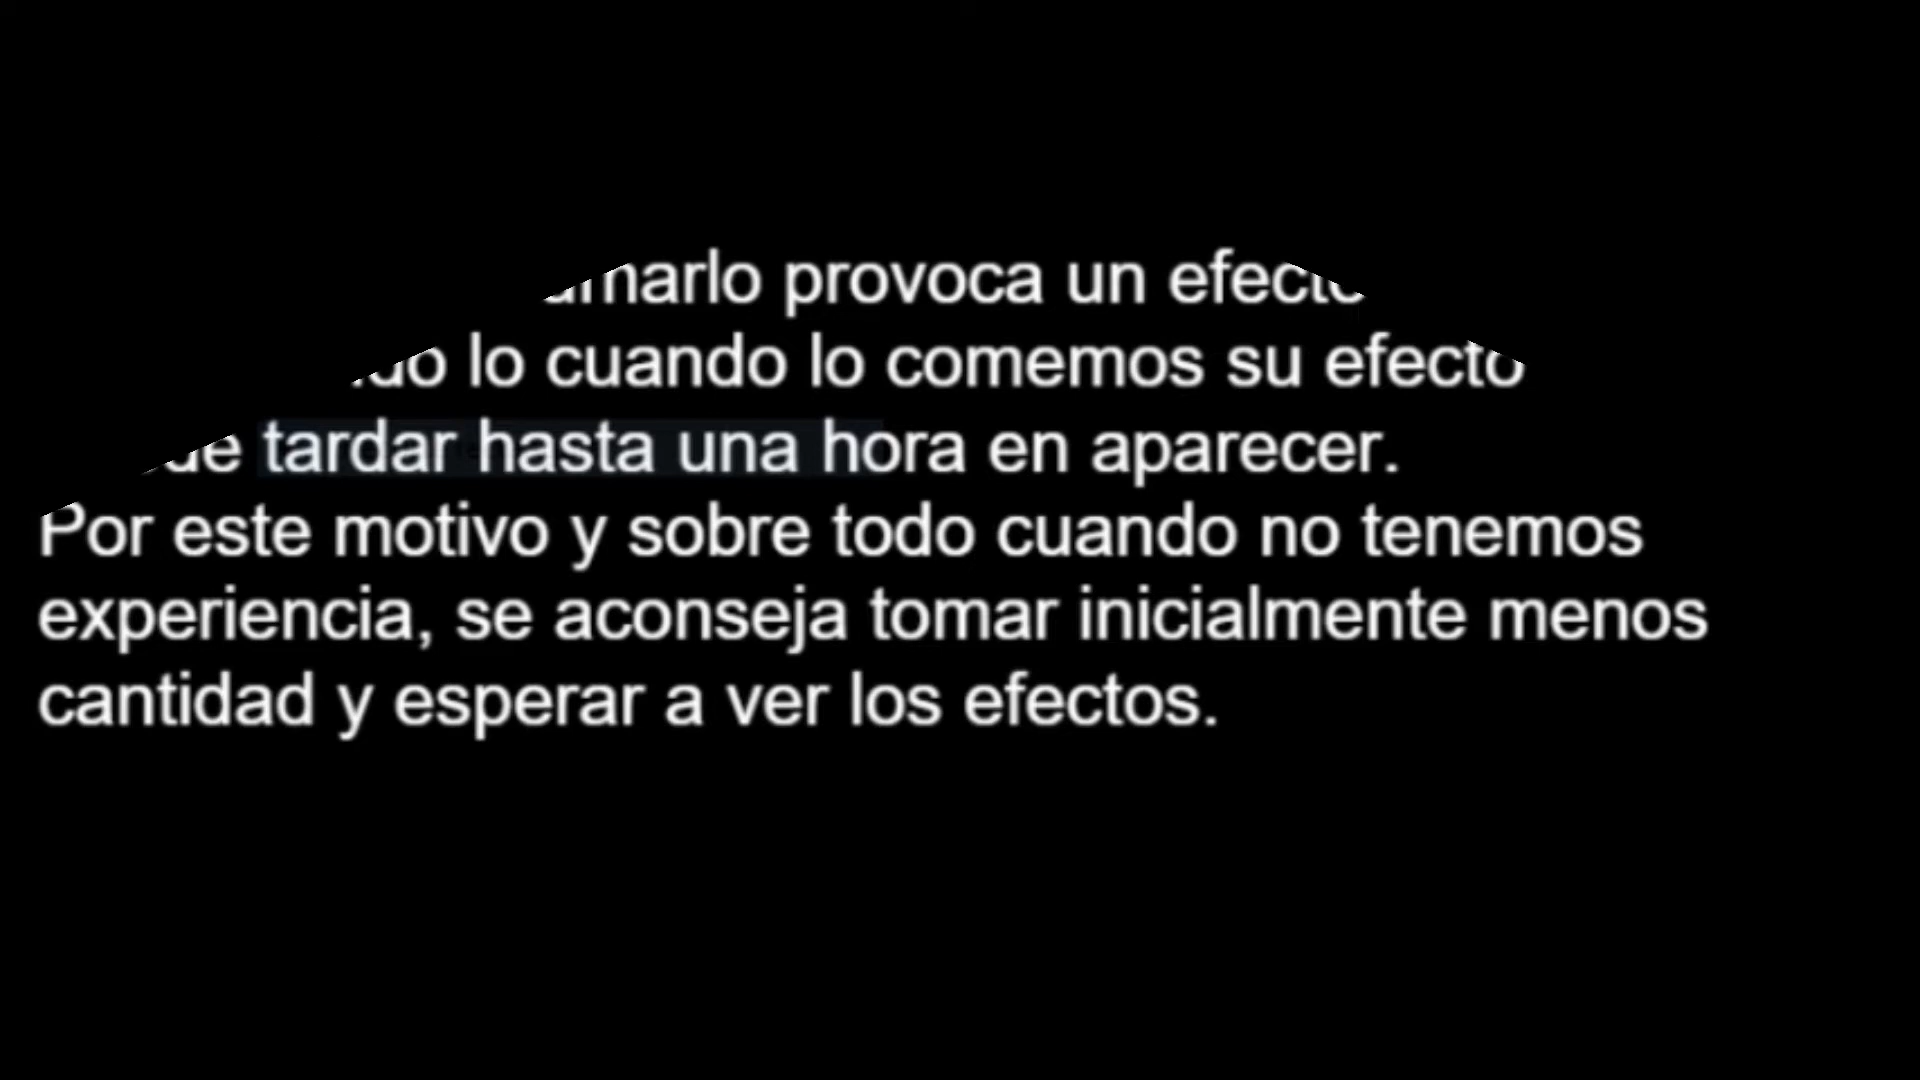 provoca un
lo cuando lo comemos su efecto
tardar hasta una hora en aparecer.
Por este motivo y sobre todo cuando no tenemos
experiencia, se aconseja tomar inicialmente menos
cantidad y esperar a ver los efectos.